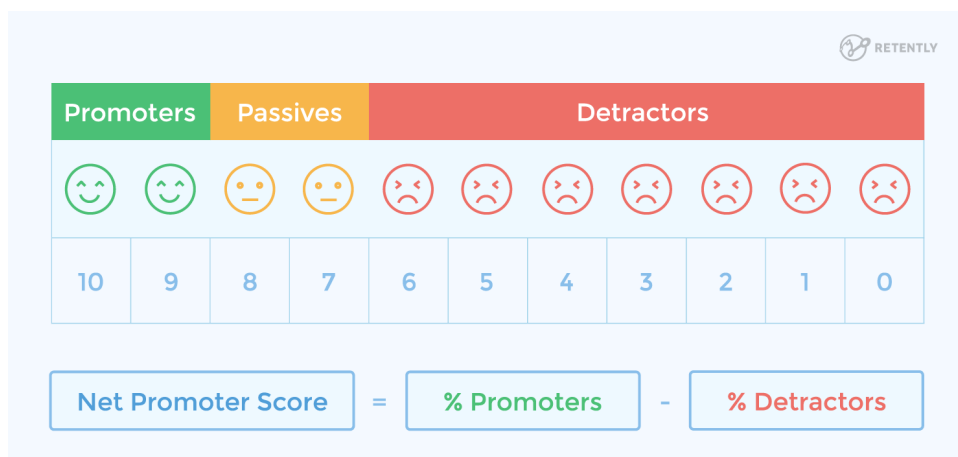 RETENTLY
Promoters Passives Detractors
10 9 8 7 6 5 4 3 2 1 0
Net Promoter Score = % Promoters - % Detractors